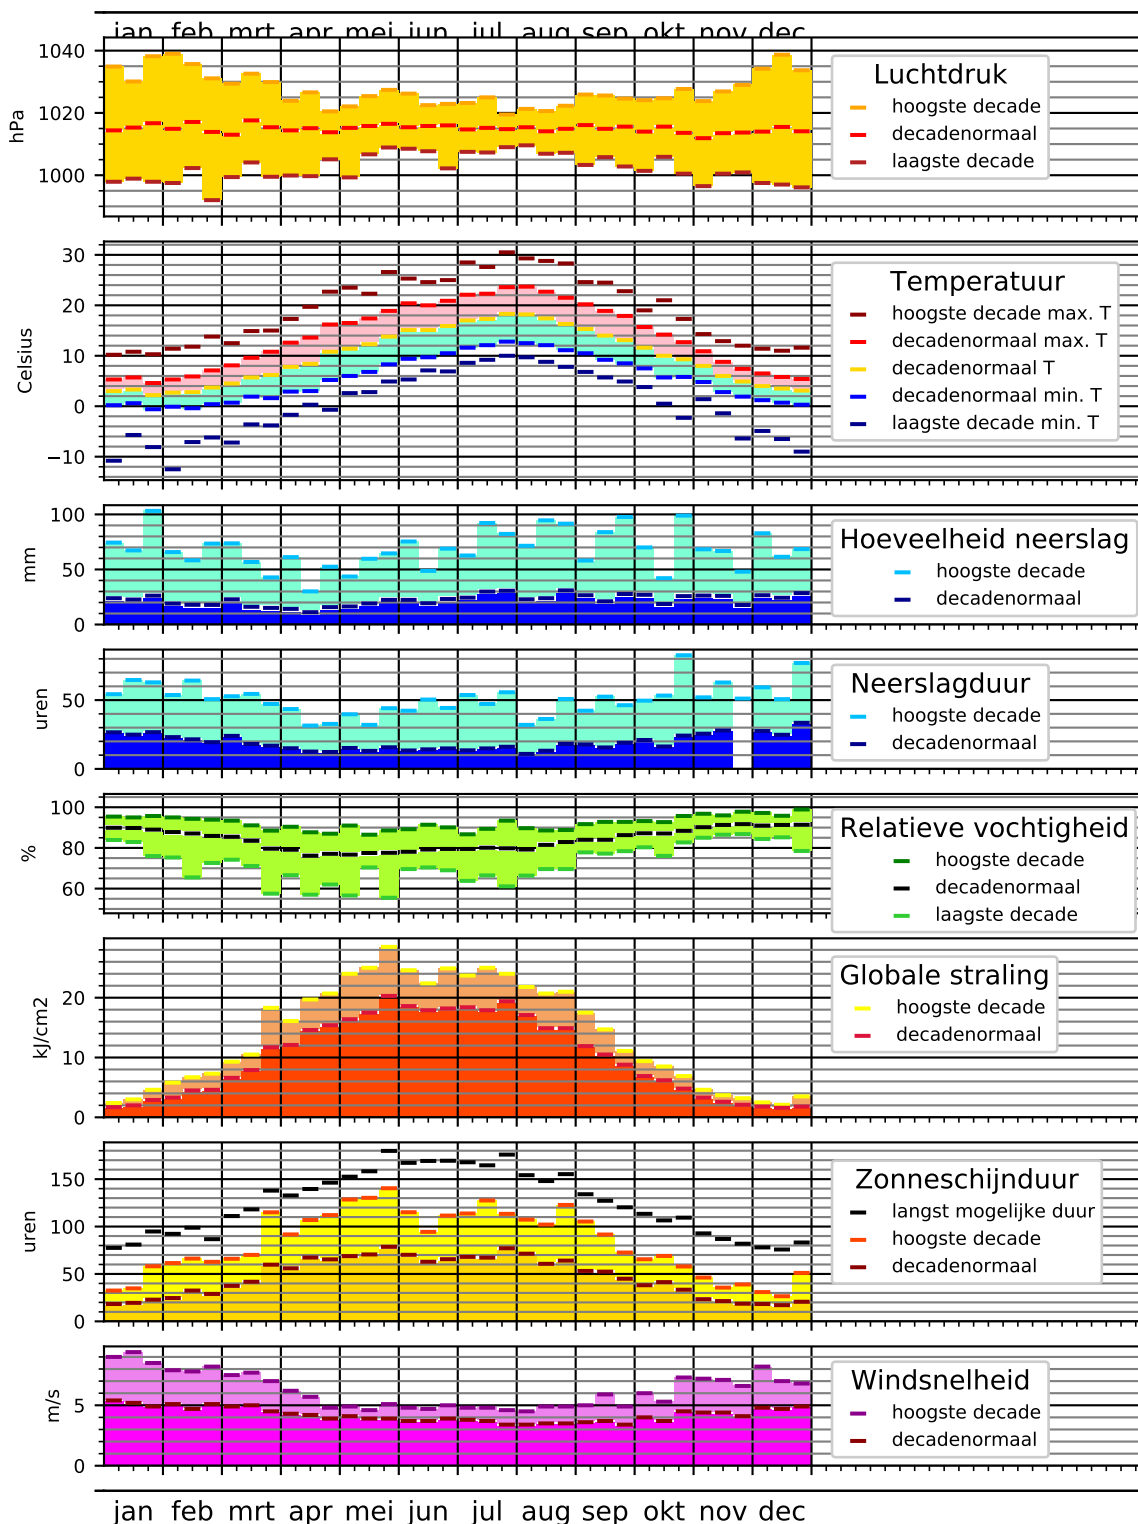 jan feb mrt apr mei jun jul aug sep okt nov dec
1040
1020
1000
hPa
Luchtdruk
hoogste decade
decadenormaal
laagste decade
30
20
10
0
−10
Celsius
Temperatuur
hoogste decade max. T
decadenormaal max. T
decadenormaal T
decadenormaal min. T
laagste decade min. T
100
50
0
mm
Hoeveelheid neerslag
hoogste decade
decadenormaal
50
0
uren
Neerslagduur
hoogste decade
decadenormaal
100
80
60
%
Relatieve vochtigheid
hoogste decade
decadenormaal
laagste decade
20
10
0
kJ/cm2
Globale straling
hoogste decade
decadenormaal
150
100
50
0
uren
Zonneschijnduur
langst mogelijke duur
hoogste decade
decadenormaal
5
0
m/s
Windsnelheid
hoogste decade
decadenormaal
jan feb mrt apr mei jun jul aug sep okt nov dec